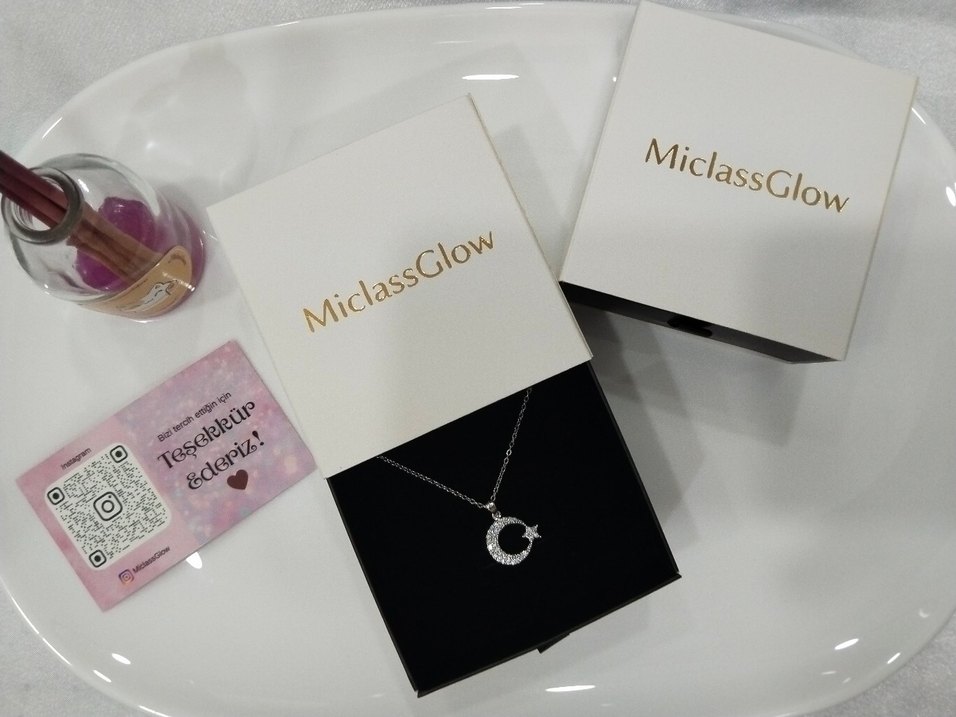 MiclassGlow
MiclassGlow
Instagram
MiclassGlow
Bizi tercih ettiğin için
Teşekkür
Ederiz!